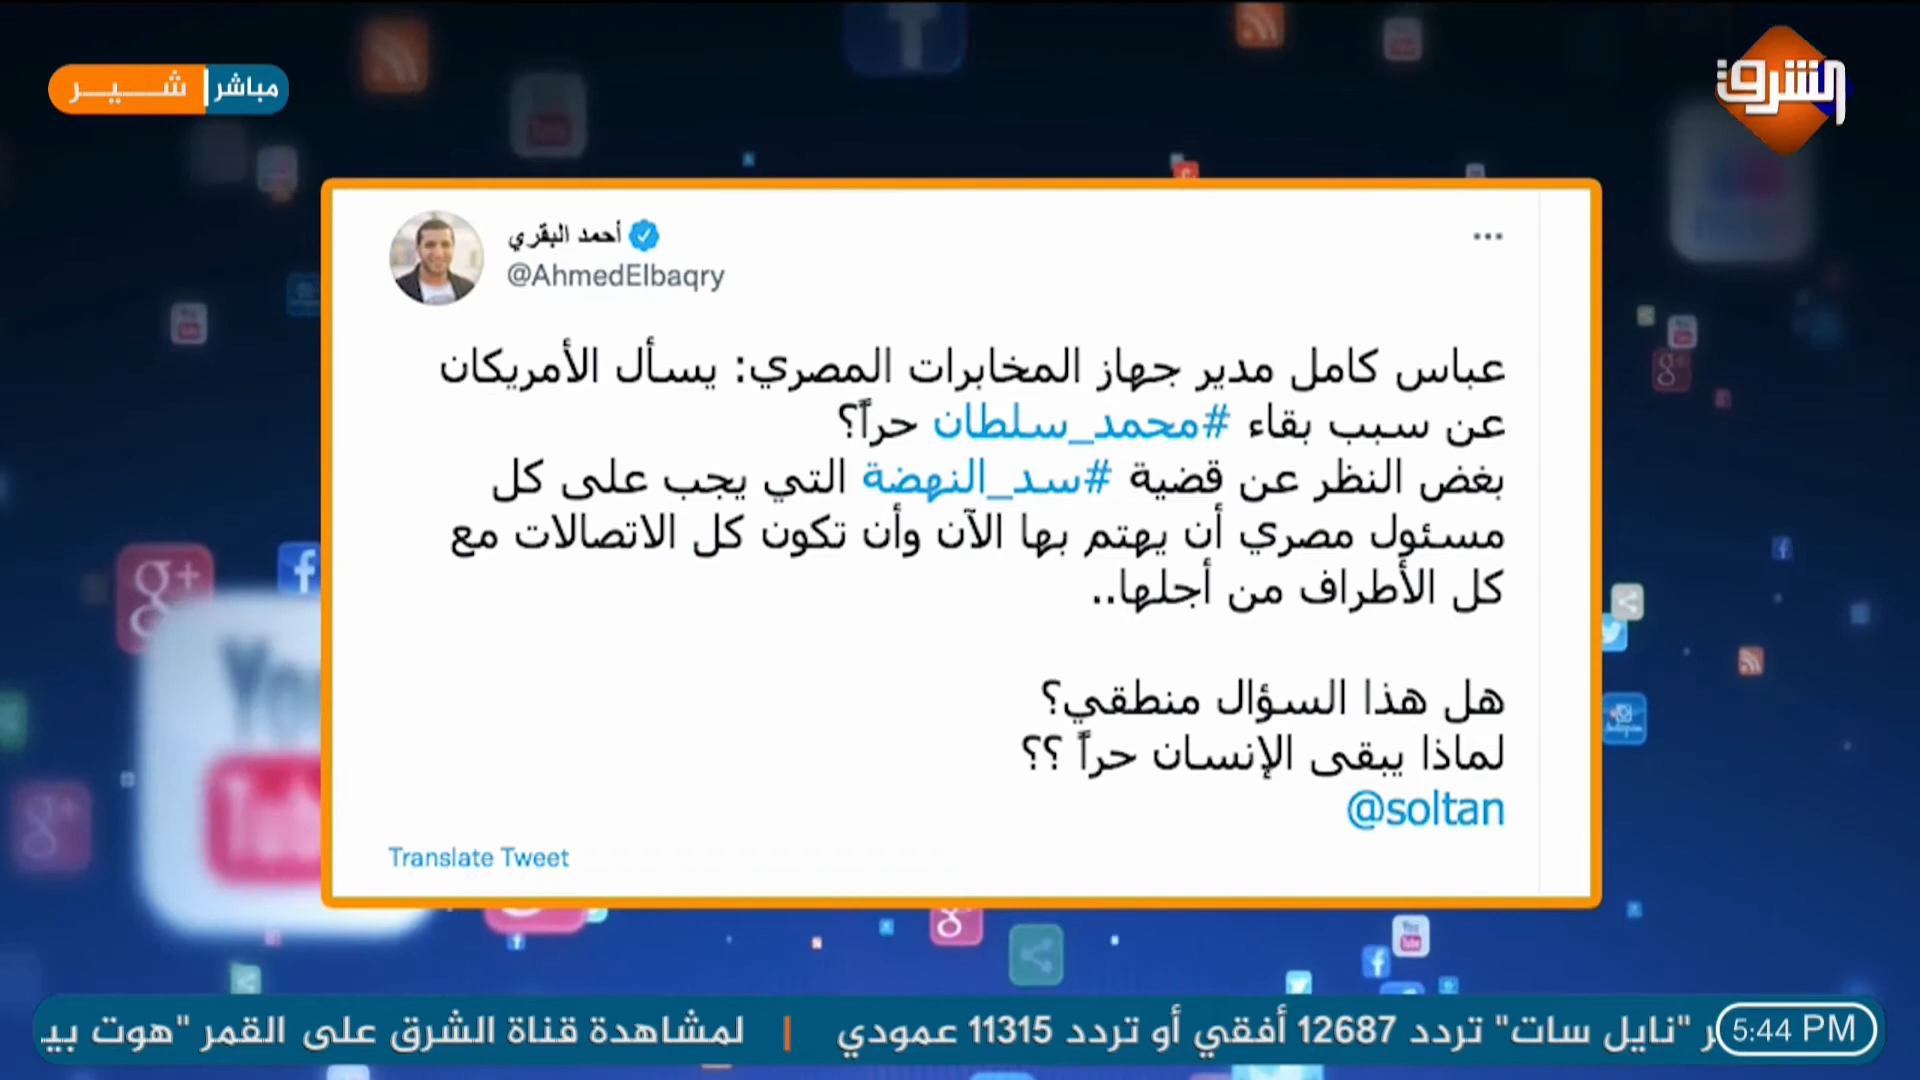 شير
مباشر
الشرق
أحمد البقري
@AhmedElbaqry
عباس كامل مدير جهاز المخابرات المصري: يسأل الأمريكان
عن سبب بقاء #محمد_سلطان حراً؟
بغض النظر عن قضية #سد_النهضة التي يجب على كل
مسئول مصري أن يهتم بها الآن وأن تكون كل الاتصالات مع
كل الأطراف من أجلها..
هل هذا السؤال منطقي؟
لماذا يبقى الإنسان حراً ؟؟
@soltan
Translate Tweet
ر "نايل سات" تردد 12687 أفقي أو تردد 11315 عمودي | لمشاهدة قناة الشرق على القمر "هوت بي
5:44 PM